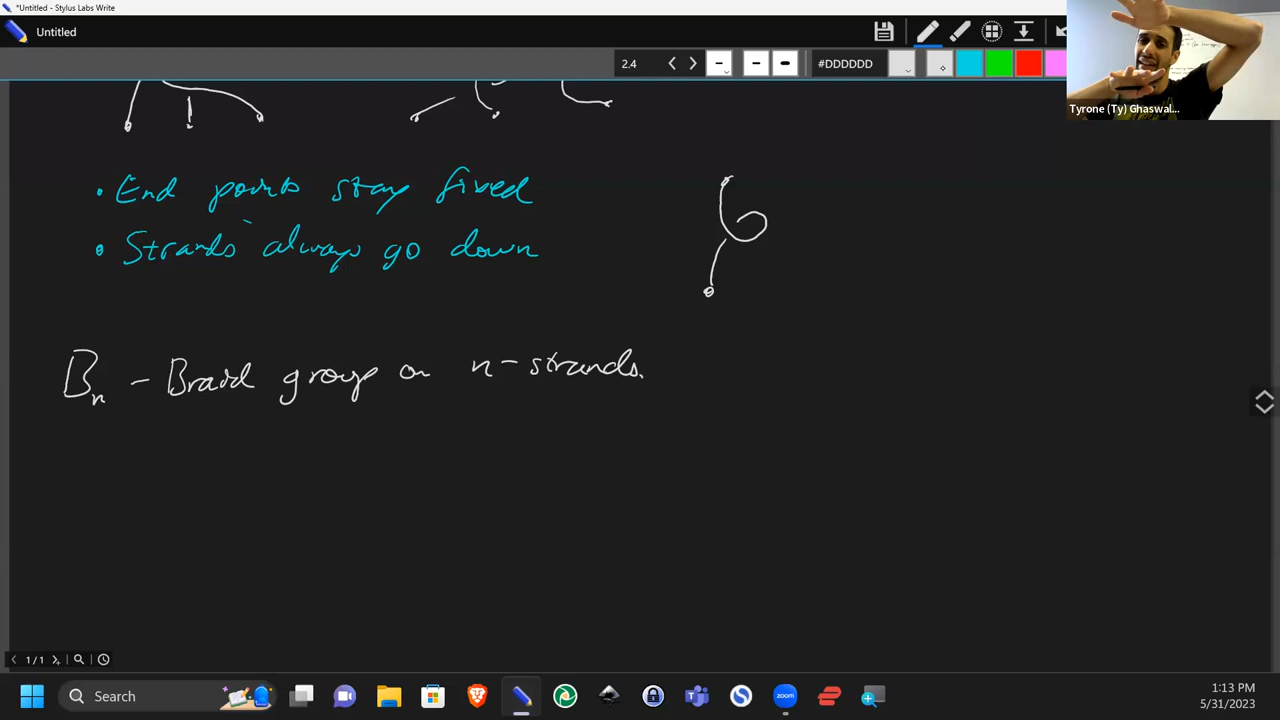 *Untitled - Stylus Labs Write
Untitled
2.4
#DDDDDD
Tyrone (Ty) Ghaswal...
• End points stay fixed
• Strands always go down
Bn - Braid group on n-strands.
1/1
Search
1:13 PM
5/31/2023